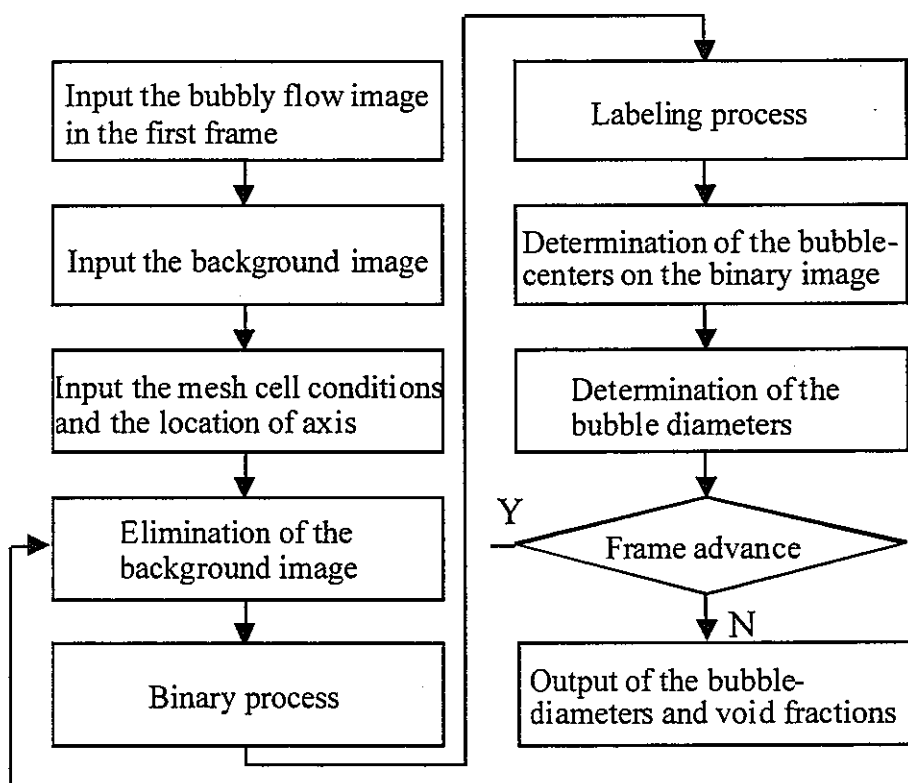 Input the bubbly flow image
in the first frame
Input the background image
Input the mesh cell conditions
and the location of axis
Elimination of the
background image
Binary process
Labeling process
Determination of the bubble-
centers on the binary image
Determination of the
bubble diameters
Y
Frame advance
N
Output of the bubble-
diameters and void fractions